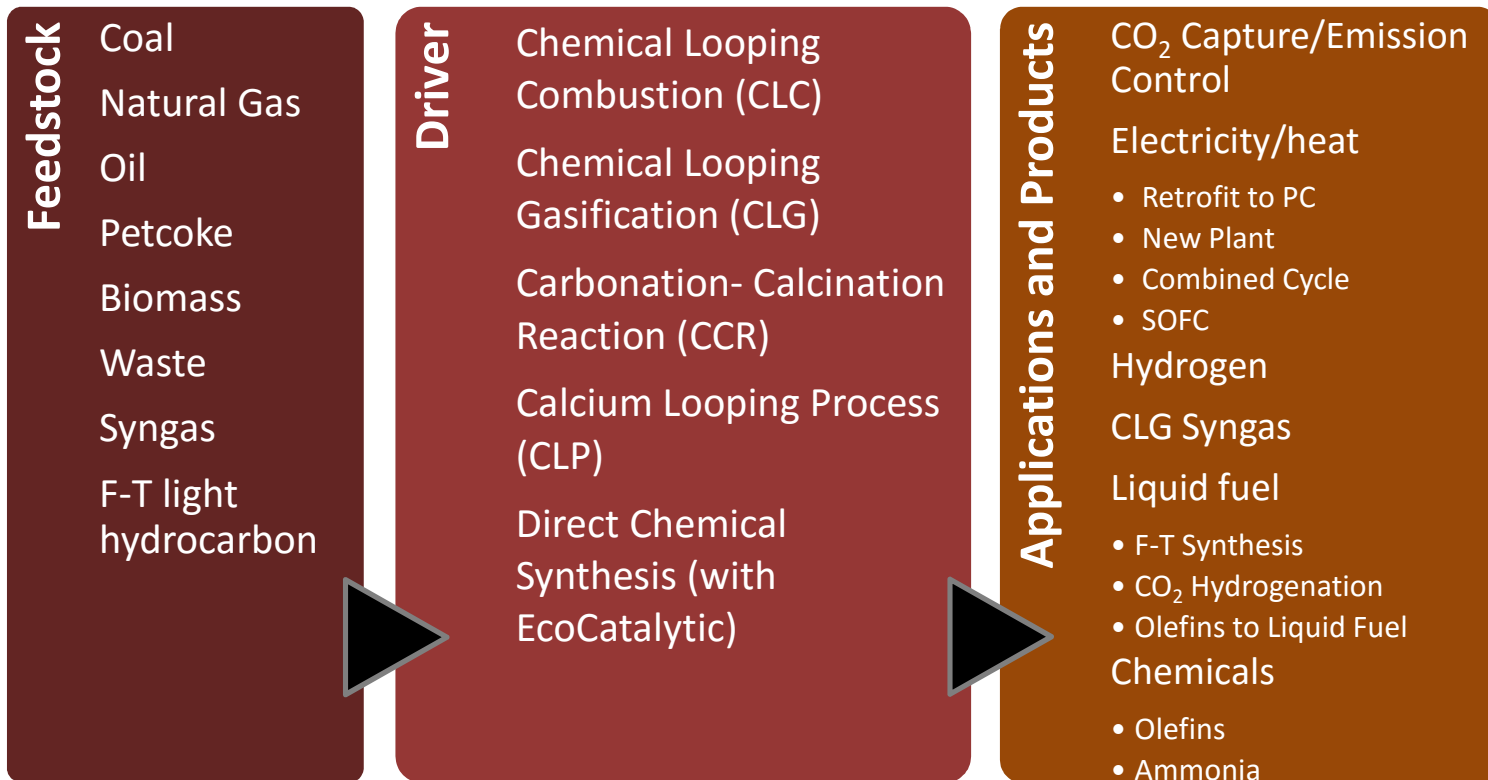 Feedstock
Coal
Natural Gas
Oil
Petcoke
Biomass
Waste
Syngas
F-T light
hydrocarbon
Driver
Chemical Looping
Combustion (CLC)
Chemical Looping
Gasification (CLG)
Carbonation- Calcination
Reaction (CCR)
Calcium Looping Process
(CLP)
Direct Chemical
Synthesis (with
EcoCatalytic)
Applications and Products
CO₂ Capture/Emission
Control
Electricity/heat
• Retrofit to PC
• New Plant
• Combined Cycle
• SOFC
Hydrogen
CLG Syngas
Liquid fuel
• F-T Synthesis
• CO₂ Hydrogenation
• Olefins to Liquid Fuel
Chemicals
• Olefins
• Ammonia